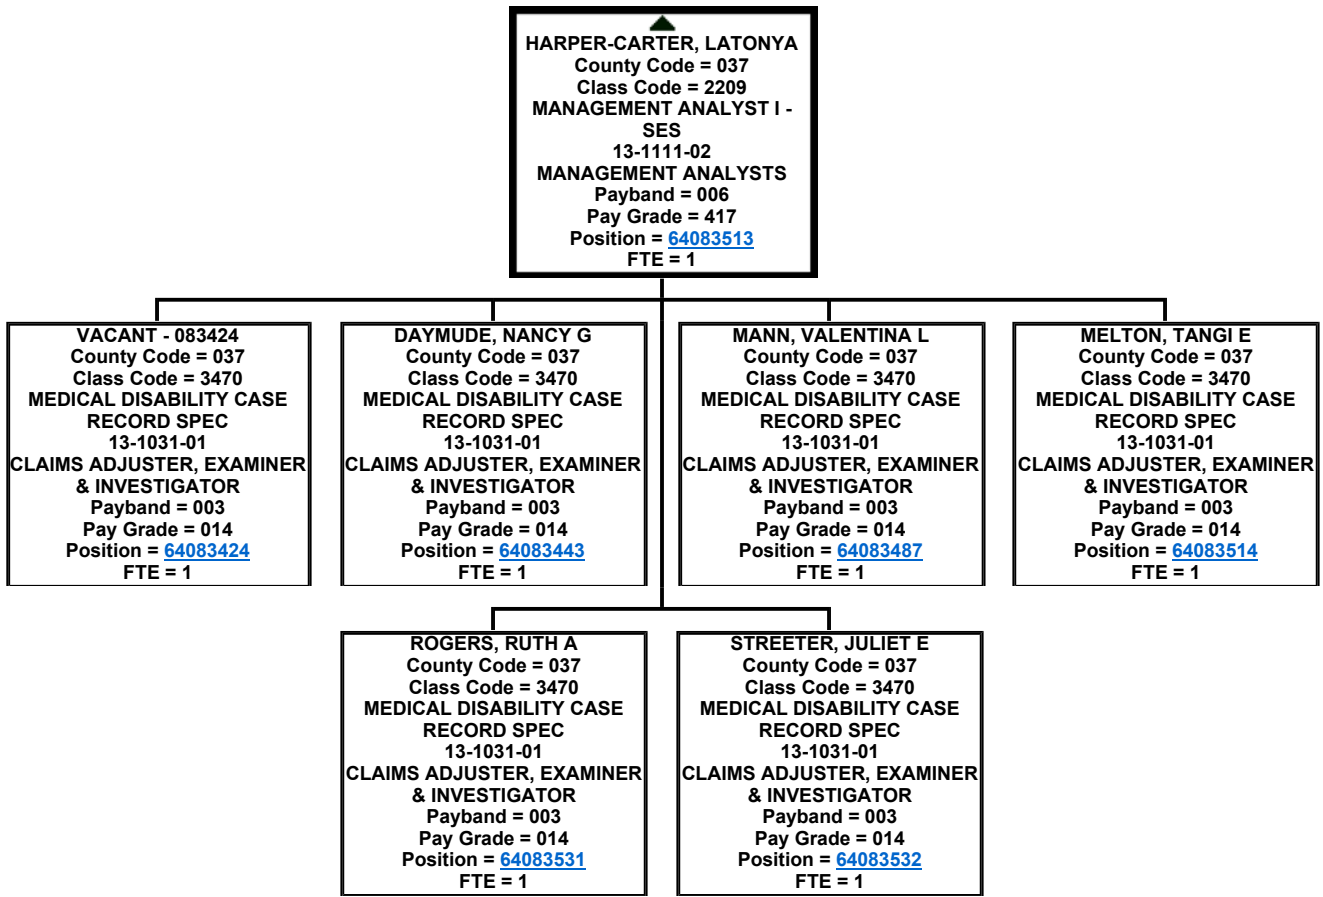 HARPER-CARTER, LATONYA
County Code = 037
Class Code = 2209
MANAGEMENT ANALYST I -
SES
13-1111-02
MANAGEMENT ANALYSTS
Payband = 006
Pay Grade = 417
Position = 64083513
FTE = 1
VACANT - 083424
County Code = 037
Class Code = 3470
MEDICAL DISABILITY CASE
RECORD SPEC
13-1031-01
CLAIMS ADJUSTER, EXAMINER
& INVESTIGATOR
Payband = 003
Pay Grade = 014
Position = 64083424
FTE = 1
DAYMUDE, NANCY G
County Code = 037
Class Code = 3470
MEDICAL DISABILITY CASE
RECORD SPEC
13-1031-01
CLAIMS ADJUSTER, EXAMINER
& INVESTIGATOR
Payband = 003
Pay Grade = 014
Position = 64083443
FTE = 1
MANN, VALENTINA L
County Code = 037
Class Code = 3470
MEDICAL DISABILITY CASE
RECORD SPEC
13-1031-01
CLAIMS ADJUSTER, EXAMINER
& INVESTIGATOR
Payband = 003
Pay Grade = 014
Position = 64083487
FTE = 1
MELTON, TANGI E
County Code = 037
Class Code = 3470
MEDICAL DISABILITY CASE
RECORD SPEC
13-1031-01
CLAIMS ADJUSTER, EXAMINER
& INVESTIGATOR
Payband = 003
Pay Grade = 014
Position = 64083514
FTE = 1
ROGERS, RUTH A
County Code = 037
Class Code = 3470
MEDICAL DISABILITY CASE
RECORD SPEC
13-1031-01
CLAIMS ADJUSTER, EXAMINER
& INVESTIGATOR
Payband = 003
Pay Grade = 014
Position = 64083531
FTE = 1
STREETER, JULIET E
County Code = 037
Class Code = 3470
MEDICAL DISABILITY CASE
RECORD SPEC
13-1031-01
CLAIMS ADJUSTER, EXAMINER
& INVESTIGATOR
Payband = 003
Pay Grade = 014
Position = 64083532
FTE = 1